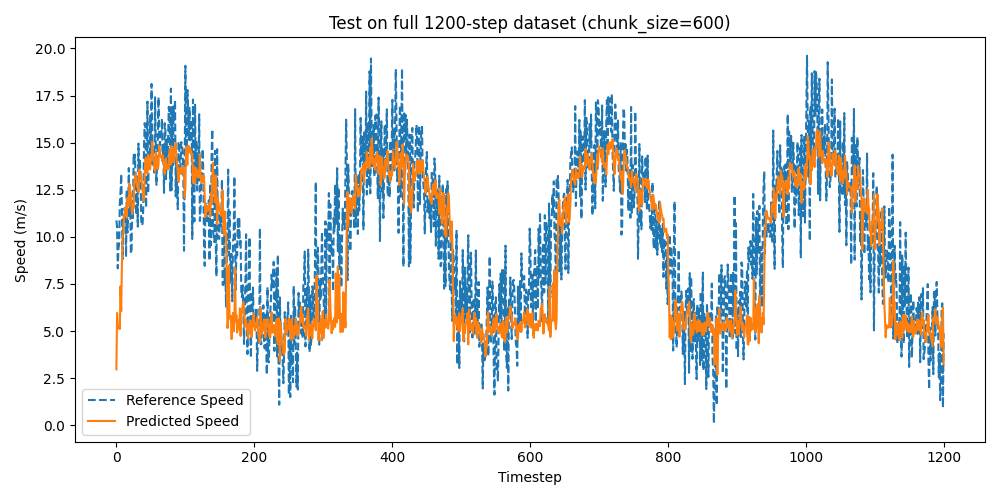 Test on full 1200-step dataset (chunk_size=600)
20.0
17.5
15.0
12.5
10.0
7.5
5.0
2.5
0.0
Speed (m/s)
Reference Speed
Predicted Speed
0 200 400 600 800 1000 1200
Timestep